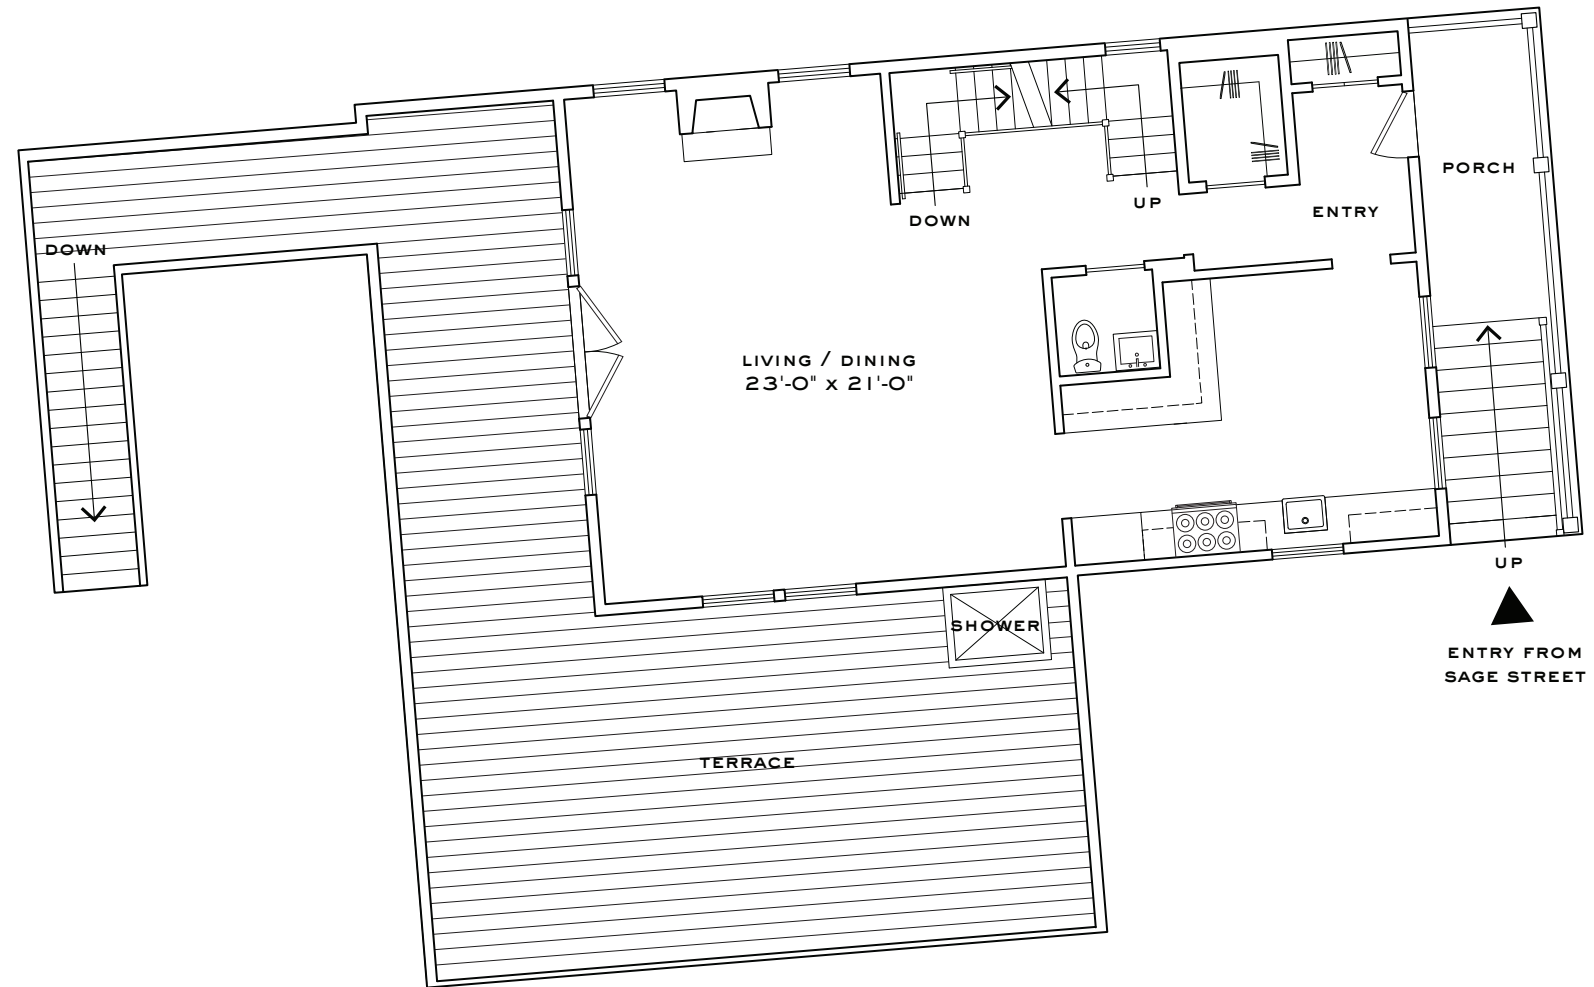 PORCH
ENTRY
UP
DOWN
DOWN
LIVING / DINING
23'-0" x 21'-0"
UP
SHOWER
ENTRY FROM
SAGE STREET
TERRACE